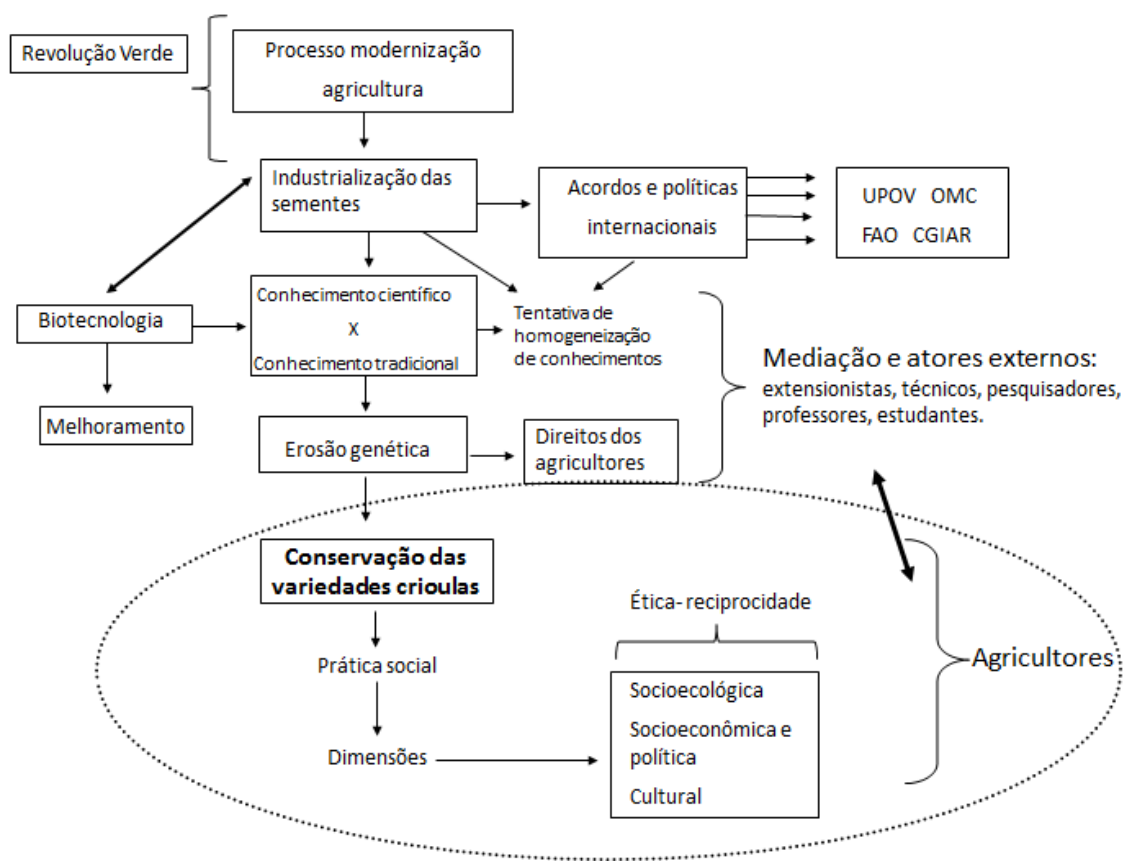 Revolução Verde
Processo modernização
agricultura
Industrialização das
sementes
Acordos e políticas
internacionais
UPOV OMC
FAO CGIAR
Biotecnologia
Conhecimento científico
X
Conhecimento tradicional
Tentativa de
homogeneização
de conhecimentos
Mediação e atores externos:
extensionistas, técnicos, pesquisadores,
professores, estudantes.
Melhoramento
Erosão genética
Direitos dos
agricultores
Conservação das
variedades crioulas
Ética- reciprocidade
Prática social
Agricultores
Socioecológica
Socioeconômica e
política
Cultural
Dimensões